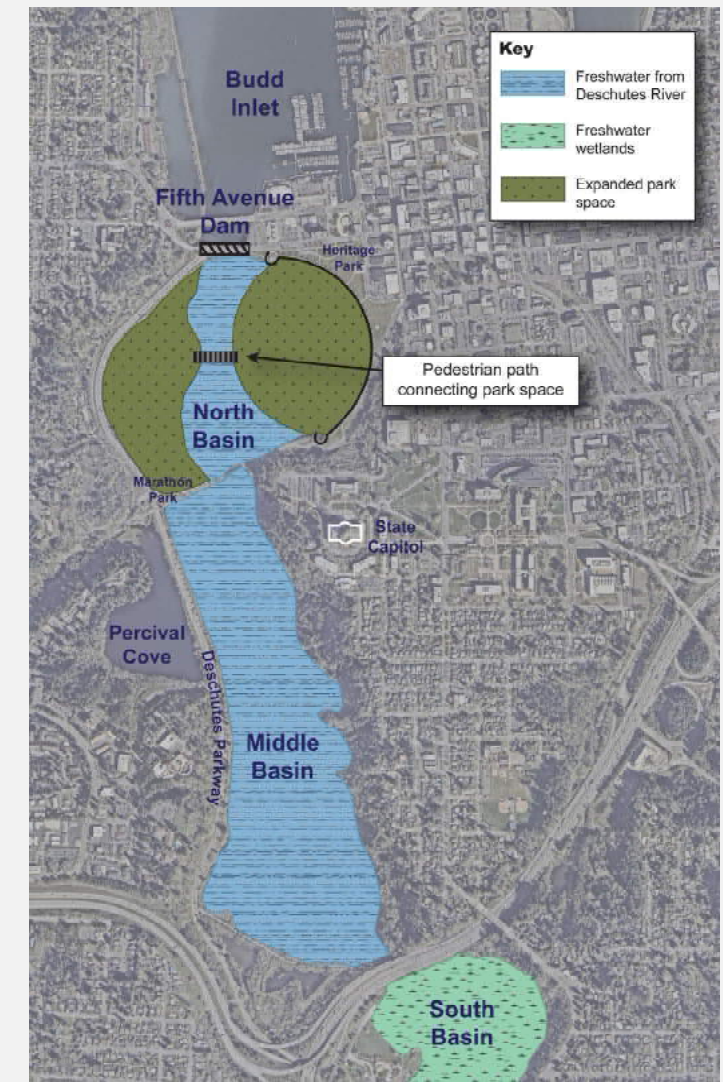 Key
Freshwater from
Deschutes River
Freshwater
wetlands
Expanded park
space
Budd
Inlet
Fifth Avenue
Dam
Heritage
Park
Pedestrian path
connecting park space
North
Basin
Marathon
Park
State
Capitol
Percival
Cove
Deschutes Parkway
Middle
Basin
South
Basin